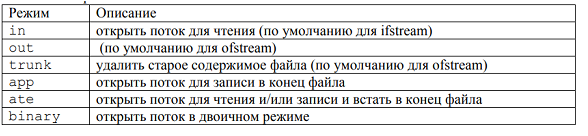 Режим Описание
in открыть поток для чтения (по умолчанию для ifstream)
out (по умолчанию для ofstream)
trunk удалить старое содержимое файла (по умолчанию для ofstream)
app открыть поток для записи в конец файла
ate открыть поток для чтения и/или записи и встать в конец файла
binary открыть поток в двоичном режиме